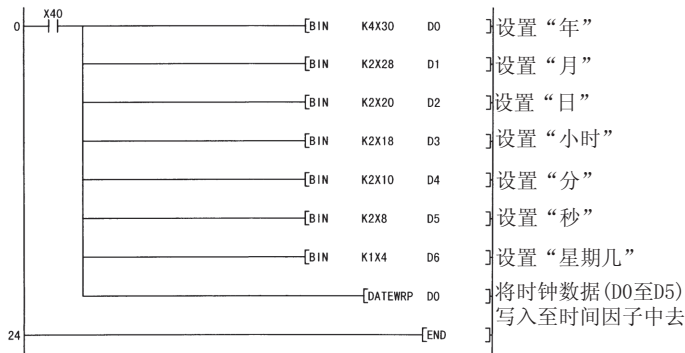 X40
0 [BIN K4X30 D0 ] 设置“年”
[BIN K2X28 D1 ] 设置“月”
[BIN K2X20 D2 ] 设置“日”
[BIN K2X18 D3 ] 设置“小时”
[BIN K2X10 D4 ] 设置“分”
[BIN K2X8 D5 ] 设置“秒”
[BIN K1X4 D6 ] 设置“星期几”
[DATEWRP D0 ] 将时钟数据(D0至D5)
写入至时间因子中去
24 [END ]